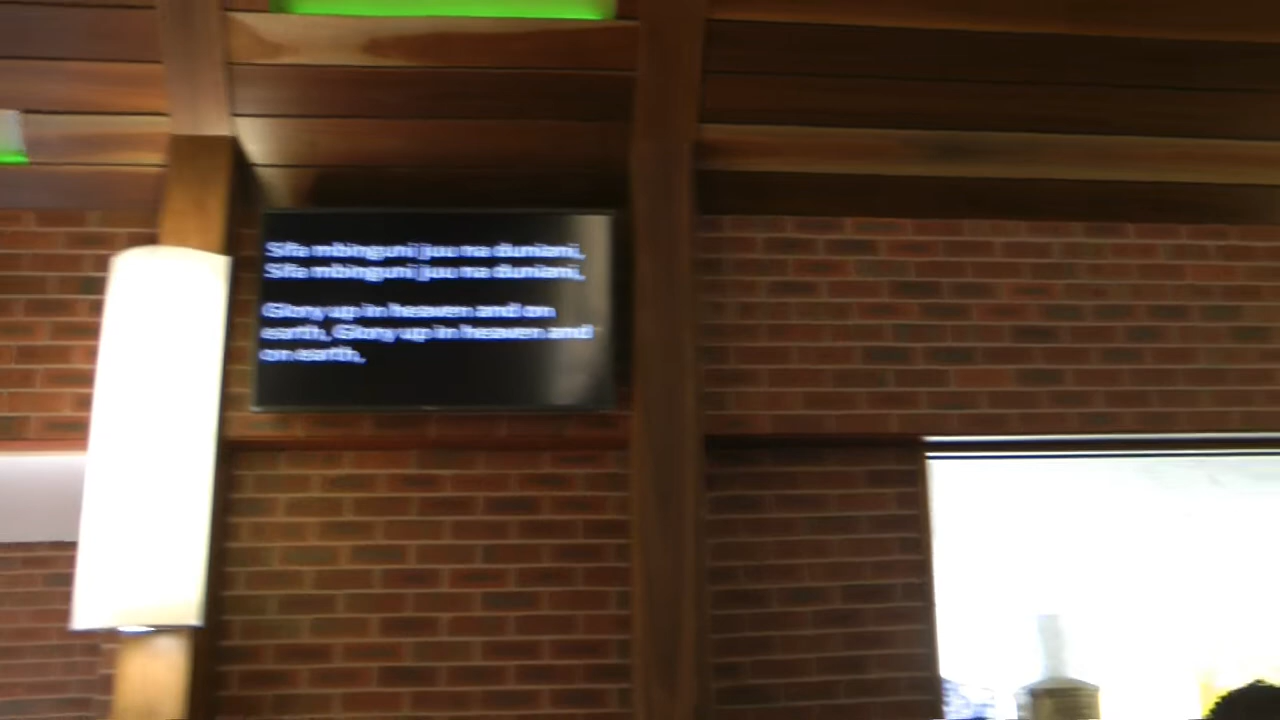 Sifa mbinguni juu na duniani,
Sifa mbinguni juu na duniani,
Glory up in heaven and on
earth, Glory up in heaven and
on earth,